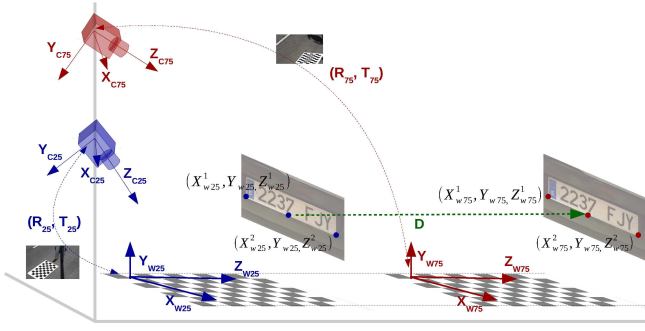 Y_C75
Z_C75
X_C75
(R_75, T_75)
Y_C25
X_C25
Z_C25
(R_25, T_25)
(X^1_w25, Y_w25, Z^1_w25)
2237 FJY
(X^2_w25, Y_w25, Z^2_w25)
D
(X^1_w75, Y_w75, Z^1_w75)
2237 FJY
(X^2_w75, Y_w75, Z^2_w75)
Y_W25
Z_W25
X_W25
Y_W75
Z_W75
X_W75